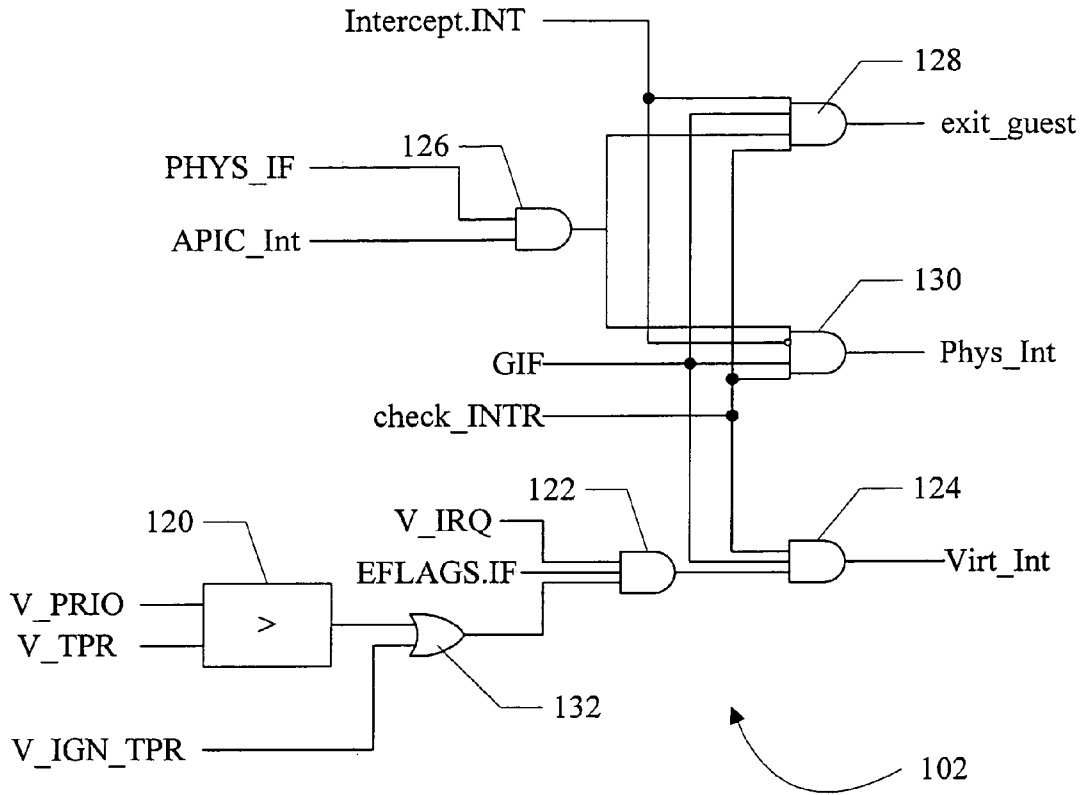 Intercept.INT
128
exit_guest
126
PHYS_IF
APIC_Int
130
GIF
Phys_Int
check_INTR
122
124
120
V_IRQ
EFLAGS.IF
Virt_Int
V_PRIO
>
V_TPR
132
V_IGN_TPR
102